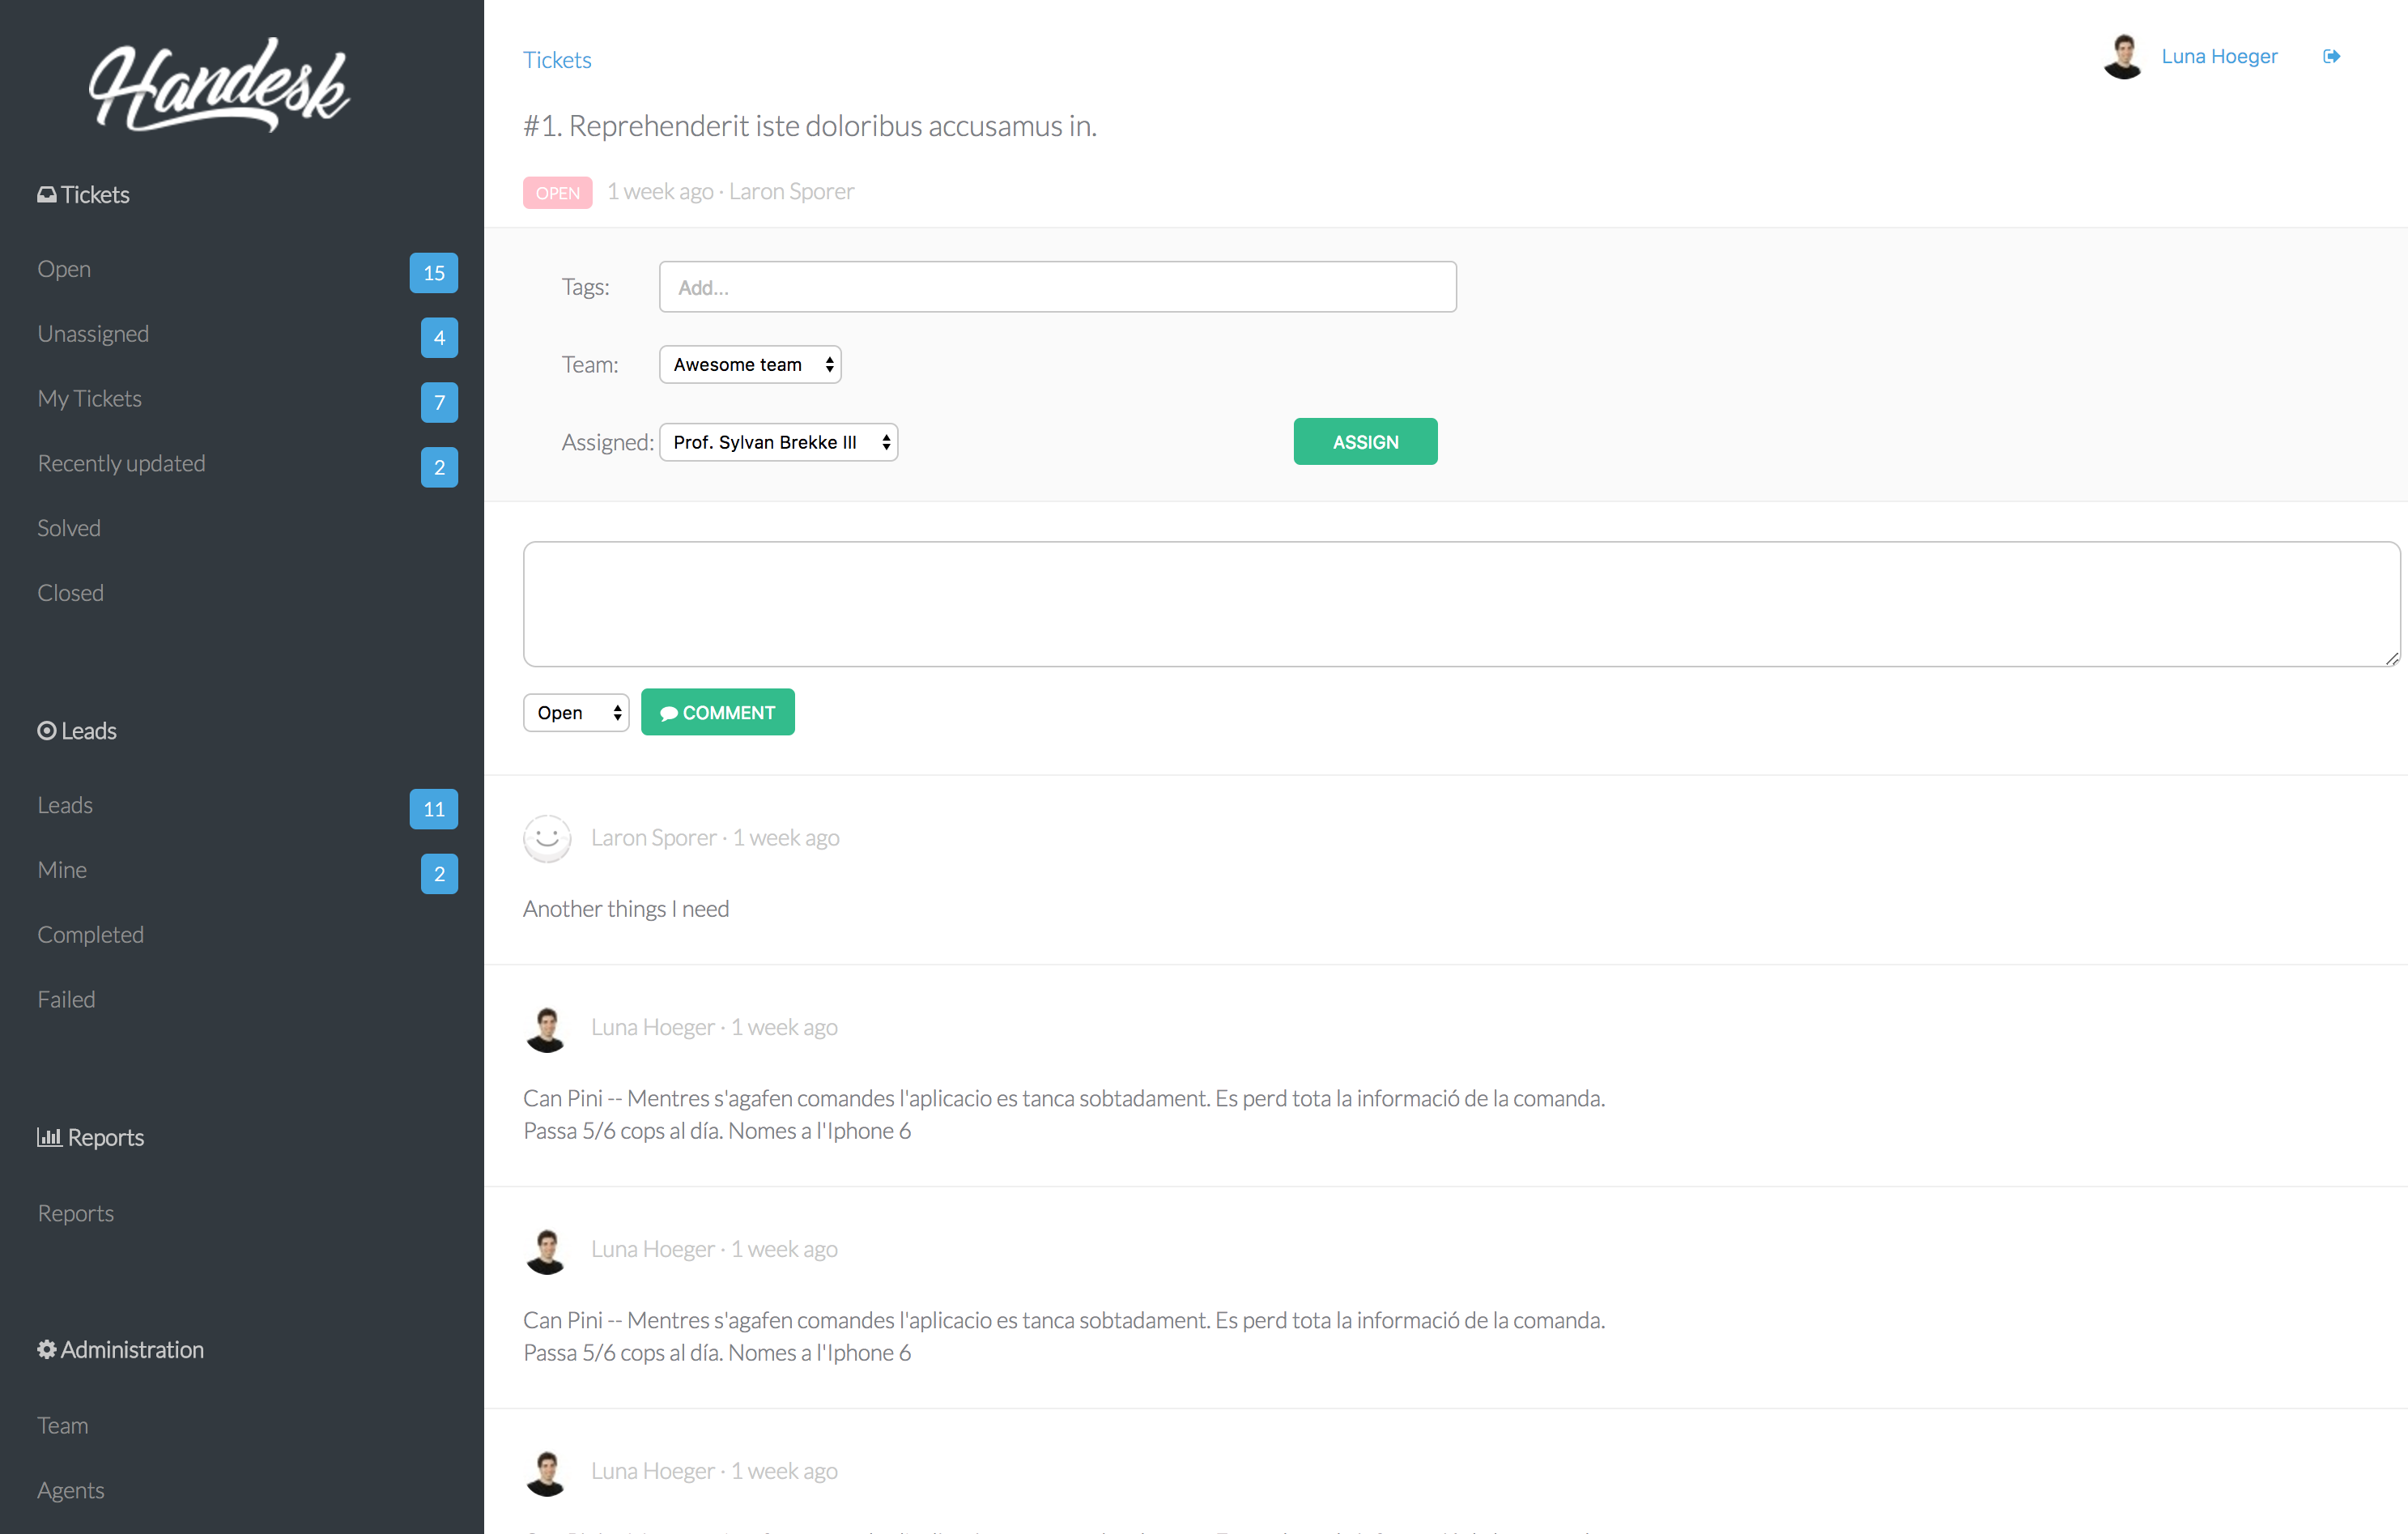 Handesk
Tickets
Open 15
Unassigned 4
My Tickets 7
Recently updated 2
Solved
Closed
Leads
Leads 11
Mine 2
Completed
Failed
Reports
Reports
Administration
Team
Agents
Tickets
Luna Hoeger
#1. Reprehenderit iste doloribus accusamus in.
OPEN 1 week ago · Laron Sporer
Tags: Add...
Team: Awesome team
Assigned: Prof. Sylvan Brekke III ASSIGN
Open COMMENT
Laron Sporer · 1 week ago
Another things I need
Luna Hoeger · 1 week ago
Can Pini -- Mentres s'agafen comandes l'aplicacio es tanca sobtadament. Es perd tota la informació de la comanda.
Passa 5/6 cops al día. Nomes a l'Iphone 6
Luna Hoeger · 1 week ago
Can Pini -- Mentres s'agafen comandes l'aplicacio es tanca sobtadament. Es perd tota la informació de la comanda.
Passa 5/6 cops al día. Nomes a l'Iphone 6
Luna Hoeger · 1 week ago